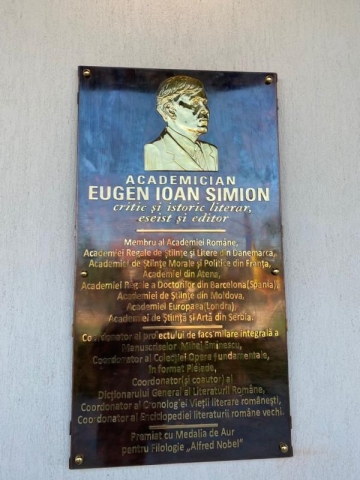 ACADEMICIAN
EUGEN IOAN SIMION
critic și istoric literar,
eseist și editor
Membru al Academiei Române,
Academiei Regale de Științe și Litere din Danemarca,
Academiei de Științe Morale și Politice din Franța,
Academiei din Atena,
Academiei Regale a Doctorilor din Barcelona(Spania),
Academiei de Științe din Moldova,
Academiei Europaea(Londra),
Academiei de Știință și Artă din Serbia.
Coordonator al proiectului de facsimilare integrală a
Manuscriselor Mihai Eminescu,
Coordonator al Colecției Opere Fundamentale,
în format Pleiade,
Coordonator(și coautor) al
Dicționarului General al Literaturii Române,
Coordonator al Cronologiei Vieții literare românești,
Coordonator al Enciclopediei literaturii române vechi.
Premiat cu Medalia de Aur
pentru Filologie „Alfred Nobel"